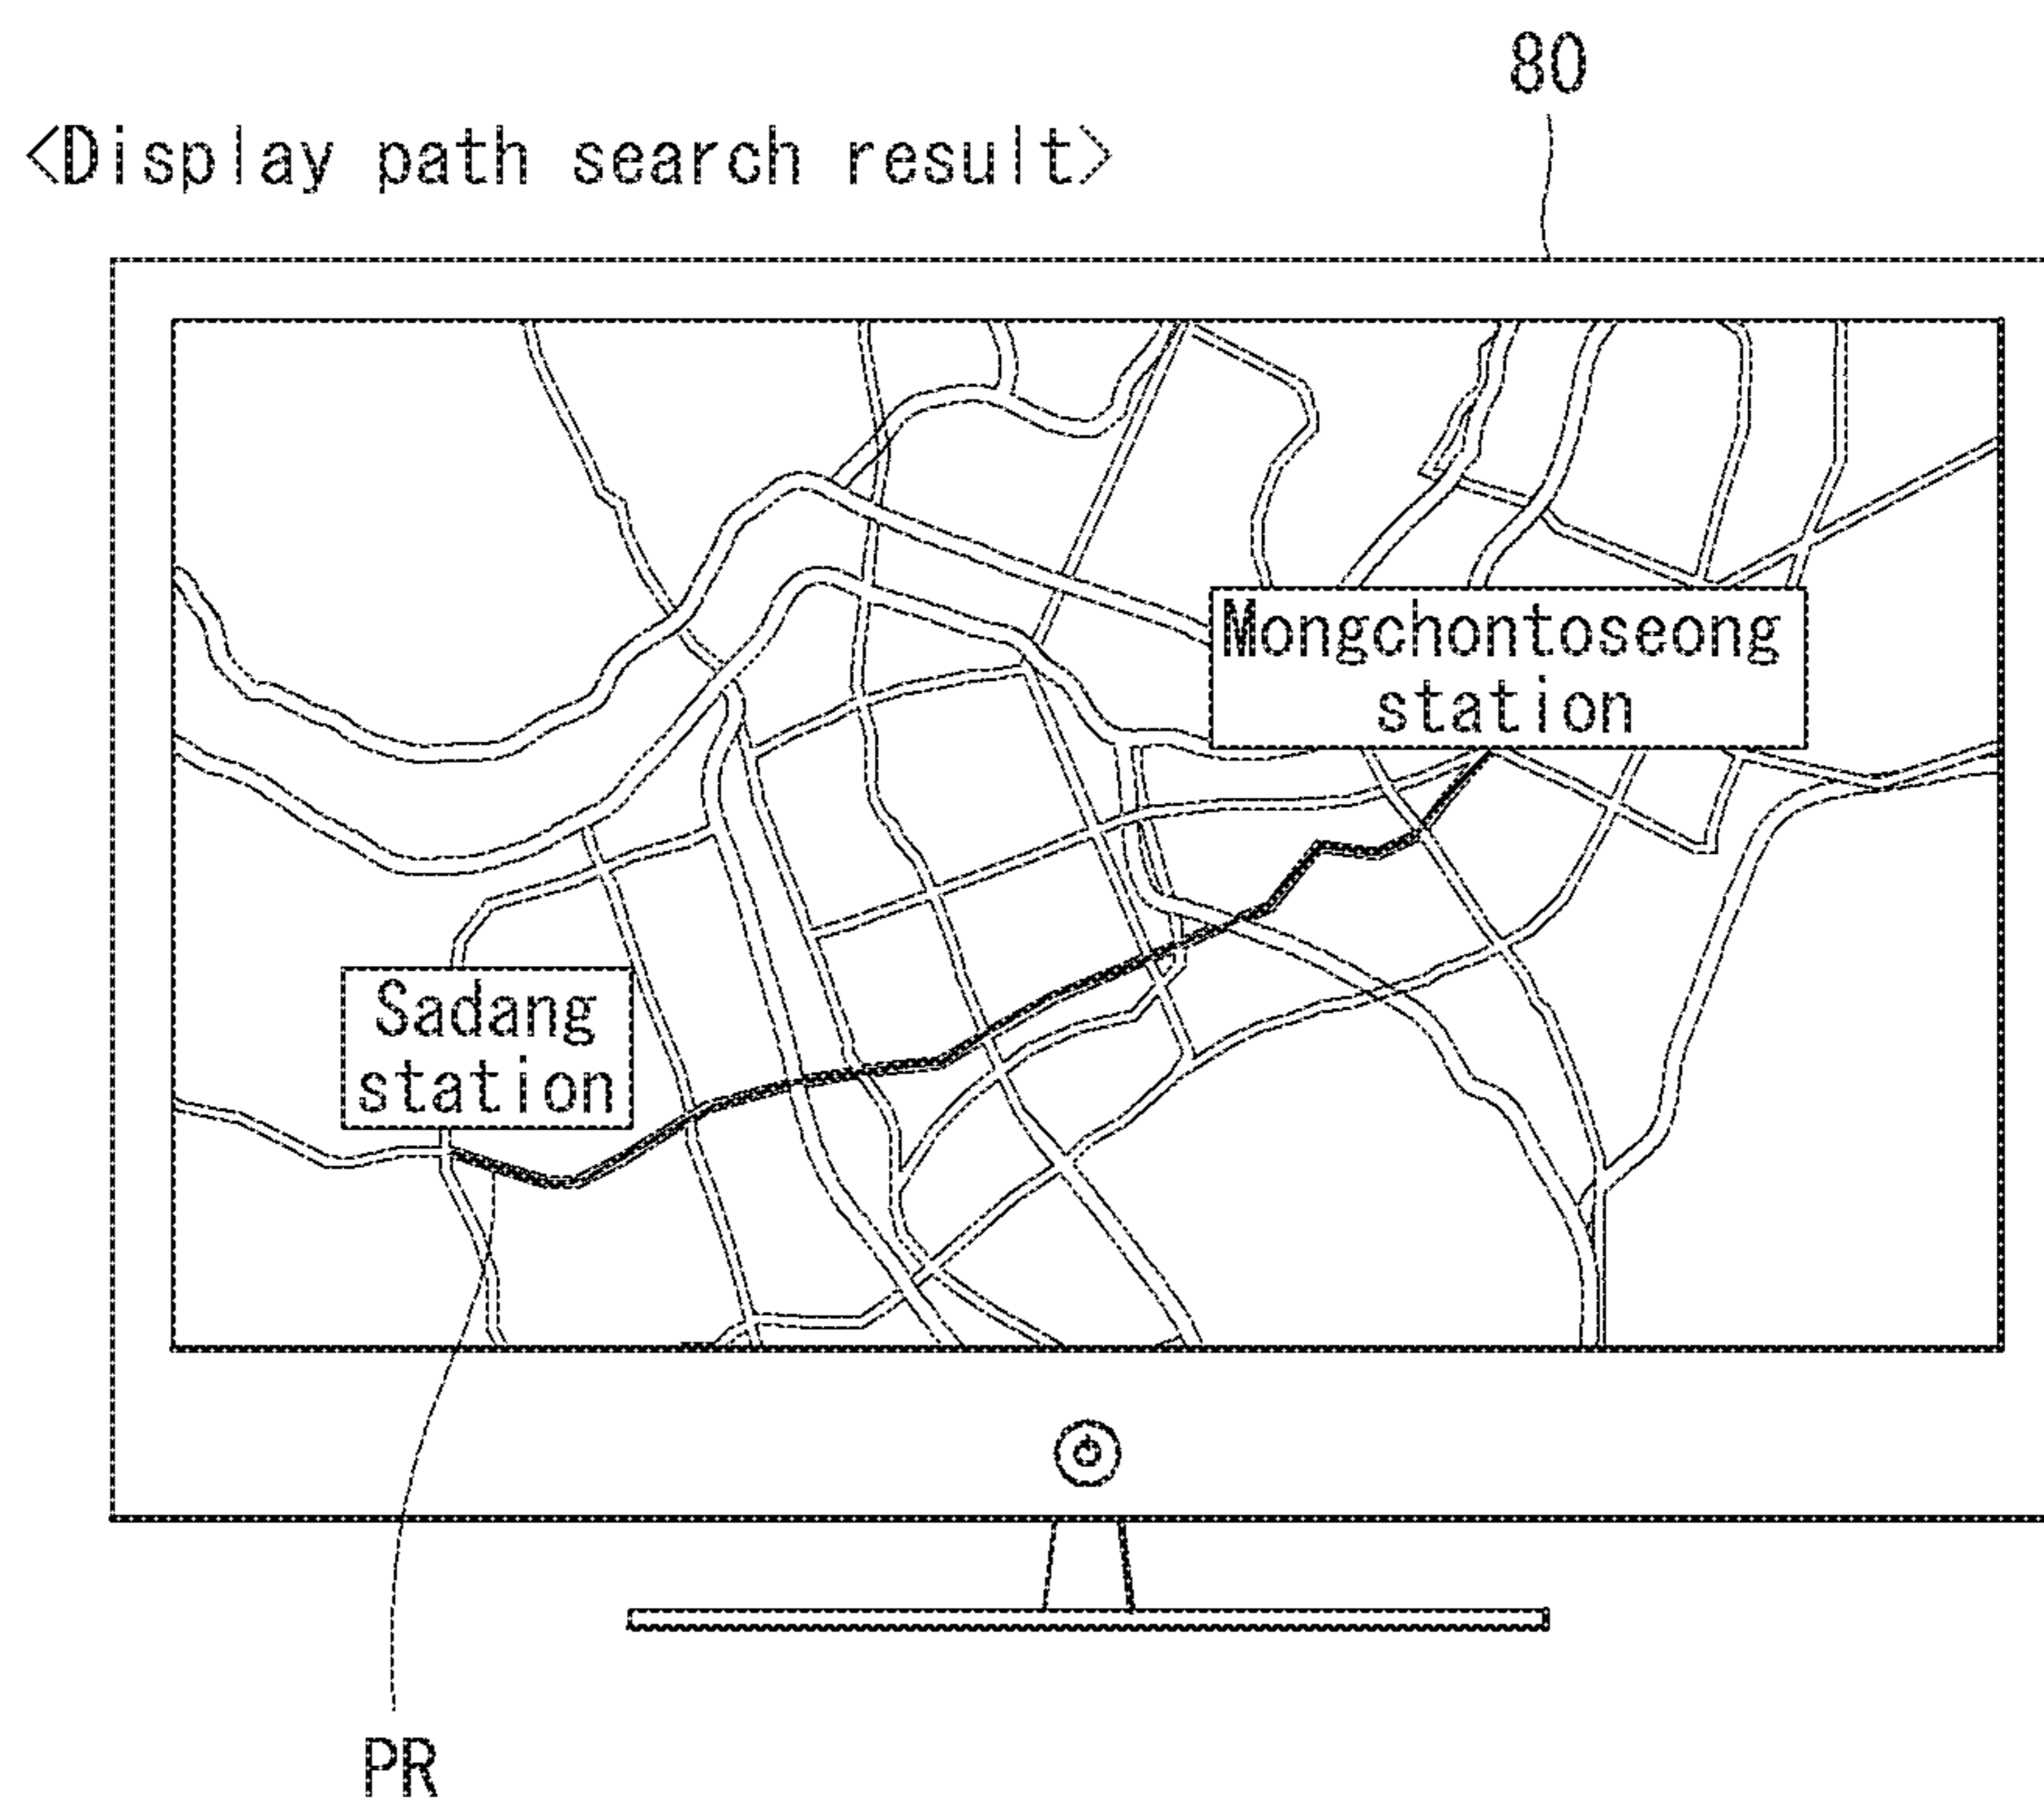 80
<Display path search result>
Mongchontoseong
station
Sadang
station
PR